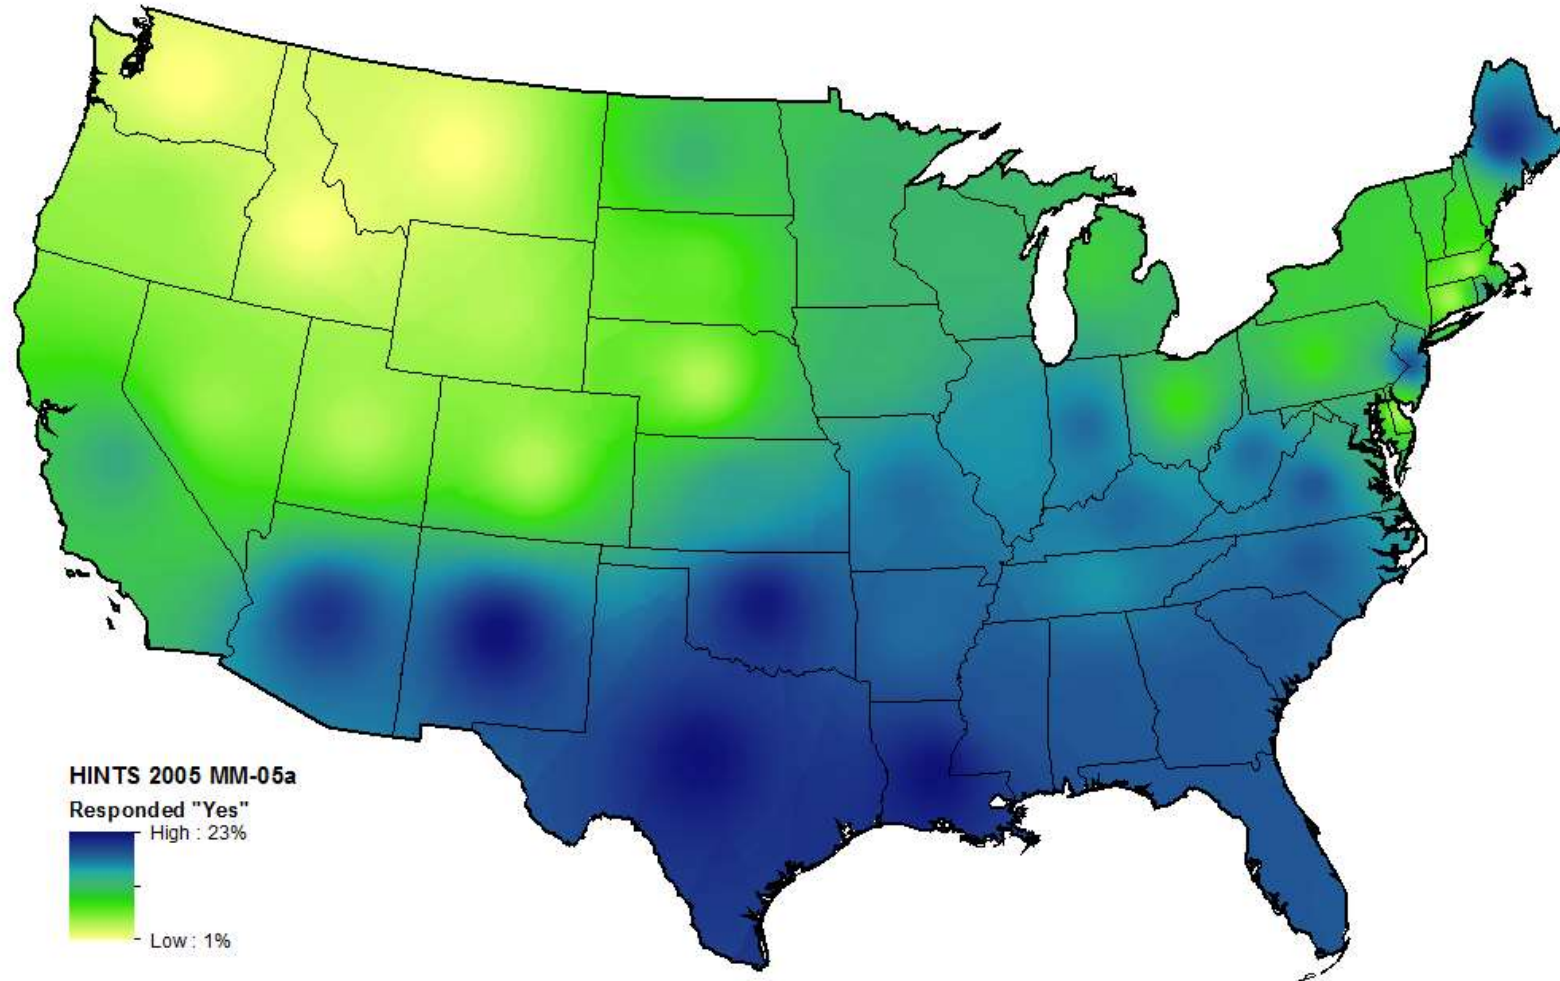 HINTS 2005 MM-05a
Responded "Yes"
High : 23%
Low : 1%